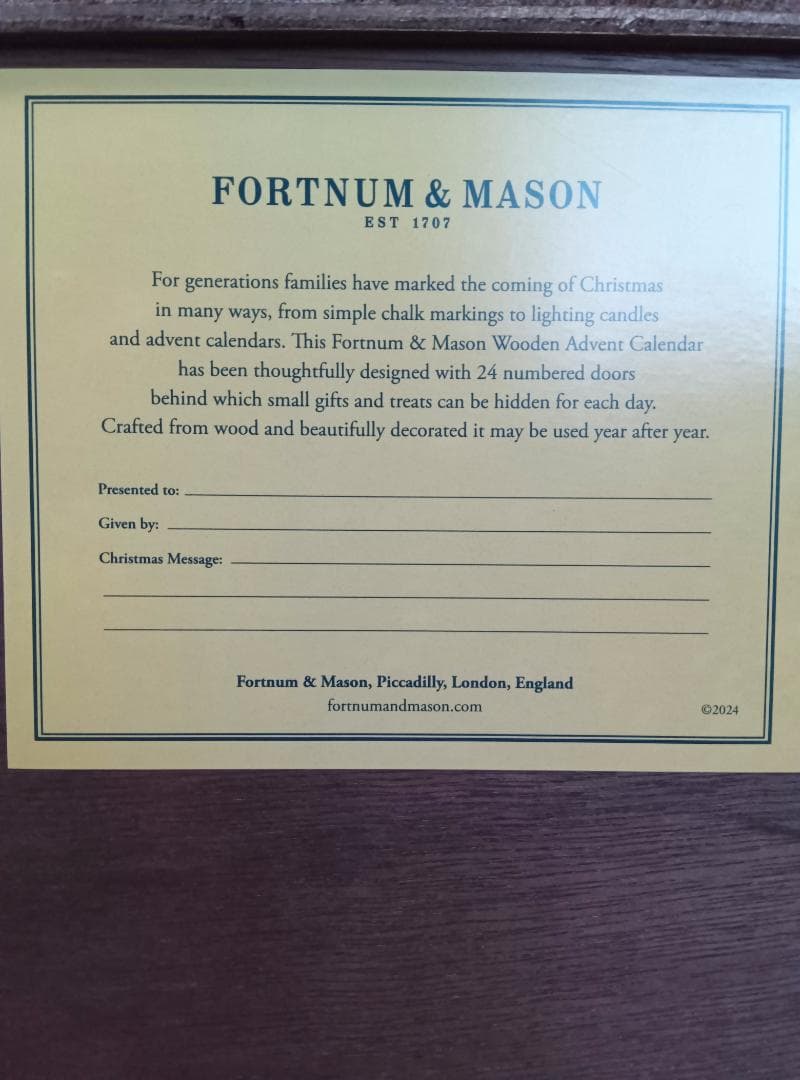 FORTNUM & MASON
EST 1707
For generations families have marked the coming of Christmas
in many ways, from simple chalk markings to lighting candles
and advent calendars. This Fortnum & Mason Wooden Advent Calendar
has been thoughtfully designed with 24 numbered doors
behind which small gifts and treats can be hidden for each day.
Crafted from wood and beautifully decorated it may be used year after year.
Presented to:
Given by:
Christmas Message:
Fortnum & Mason, Piccadilly, London, England
fortnumandmason.com
©2024